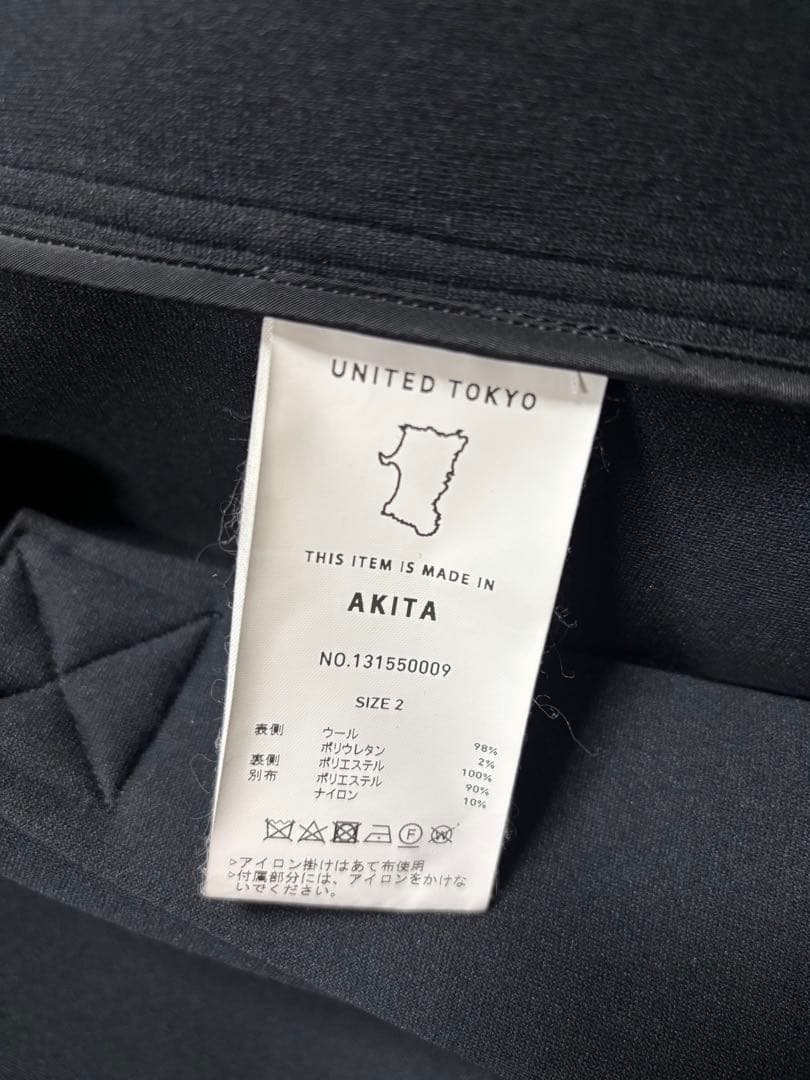 UNITED TOKYO
THIS ITEM IS MADE IN
AKITA
NO.131550009
SIZE 2
表側 ウール 98%
ポリウレタン 2%
裏側 ポリエステル 100%
別布 ポリエステル 90%
ナイロン 10%
F W
▷アイロン掛けはあて布使用
▷付属部分には、アイロンをかけな
いでください。